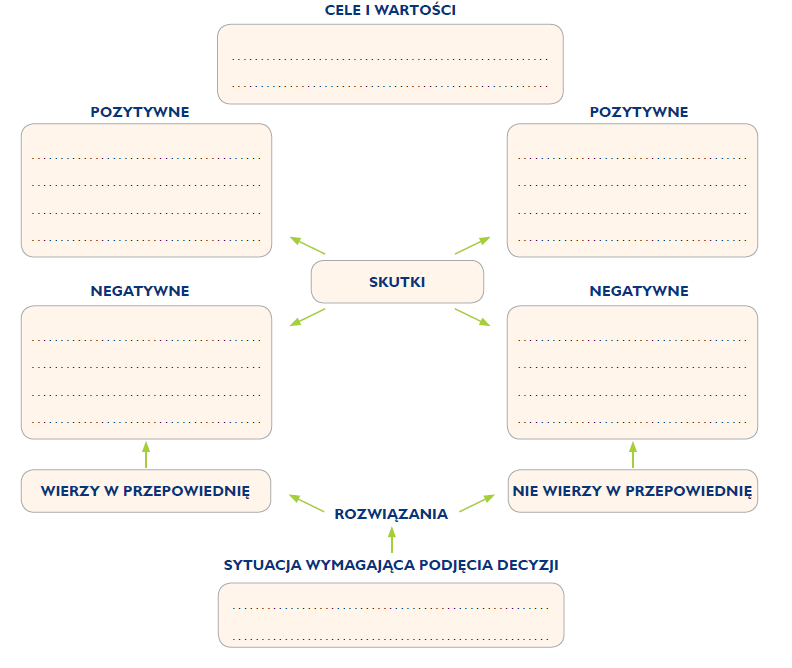 CELE I WARTOŚCI
POZYTYWNE
POZYTYWNE
SKUTKI
NEGATYWNE
NEGATYWNE
WIERZY W PRZEPOWIEDNIĘ
NIE WIERZY W PRZEPOWIEDNIĘ
ROZWIĄZANIA
SYTUACJA WYMAGAJĄCA PODJĘCIA DECYZJI